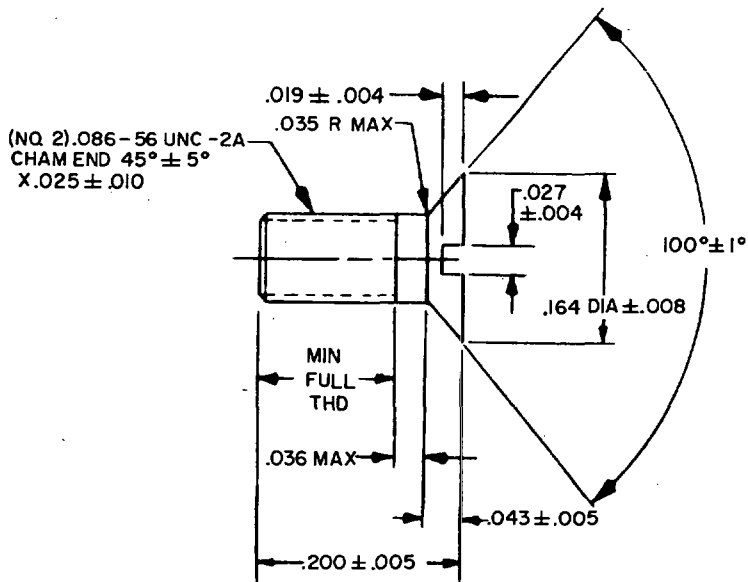 .019 ± .004
.035 R MAX
(NO. 2).086-56 UNC-2A
CHAM END 45° ± 5°
X.025 ± .010
.027
±.004
100° ± 1°
.164 DIA ± .008
MIN
FULL
THD
.036 MAX
.043 ± .005
.200 ± .005